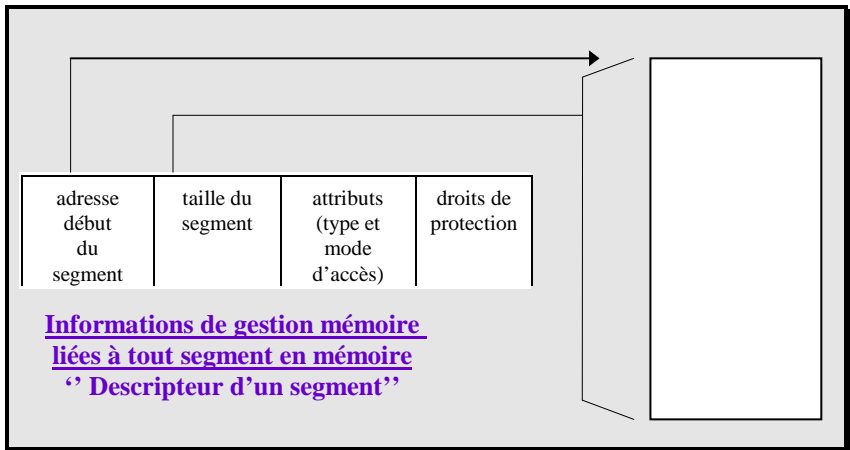 adresse
début
du
segment
taille du
segment
attributs
(type et
mode
d’accès)
droits de
protection
Informations de gestion mémoire
liées à tout segment en mémoire
‘’ Descripteur d’un segment’’